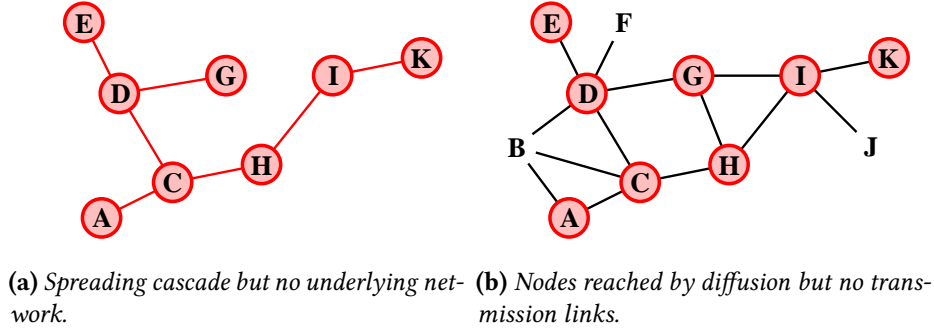 E
G
I
K
D
H
C
A
E
F
G
I
K
D
B
J
H
C
A
(a) Spreading cascade but no underlying net-
work.
(b) Nodes reached by diffusion but no trans-
mission links.